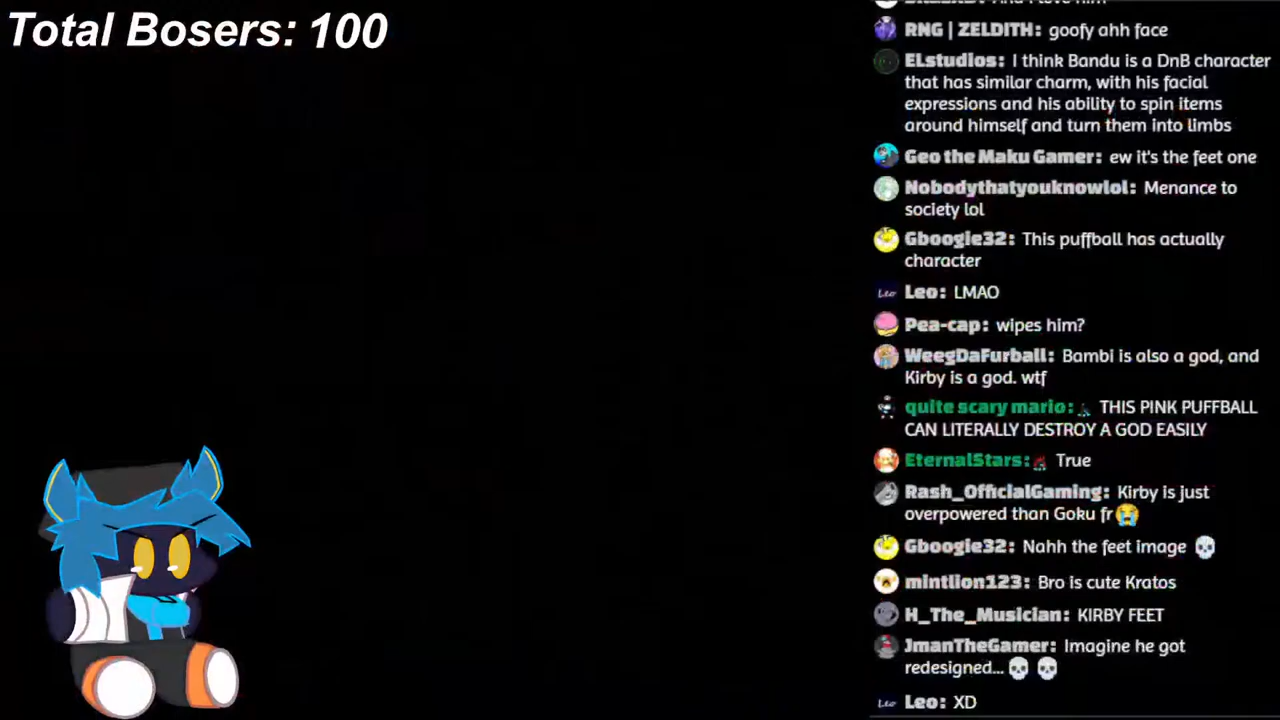 Total Bosers: 100
RNG | ZELDITH: goofy ahh face
ELstudios: I think Bandu is a DnB character
that has similar charm, with his facial
expressions and his ability to spin items
around himself and turn them into limbs
Geo the Maku Gamer: ew it's the feet one
Nobodythatyouknowlol: Menance to
society lol
Gboogie32: This puffball has actually
character
Leo Leo: LMAO
Pea-cap: wipes him?
WeegDaFurball: Bambi is also a god, and
Kirby is a god. wtf
quite scary mario: THIS PINK PUFFBALL
CAN LITERALLY DESTROY A GOD EASILY
EternalStars: True
Rash_OfficialGaming: Kirby is just
overpowered than Goku fr😭
Gboogie32: Nahh the feet image 💀
mintlion123: Bro is cute Kratos
H_The_Musician: KIRBY FEET
JmanTheGamer: Imagine he got
redesigned... 💀 💀
Leo Leo: XD